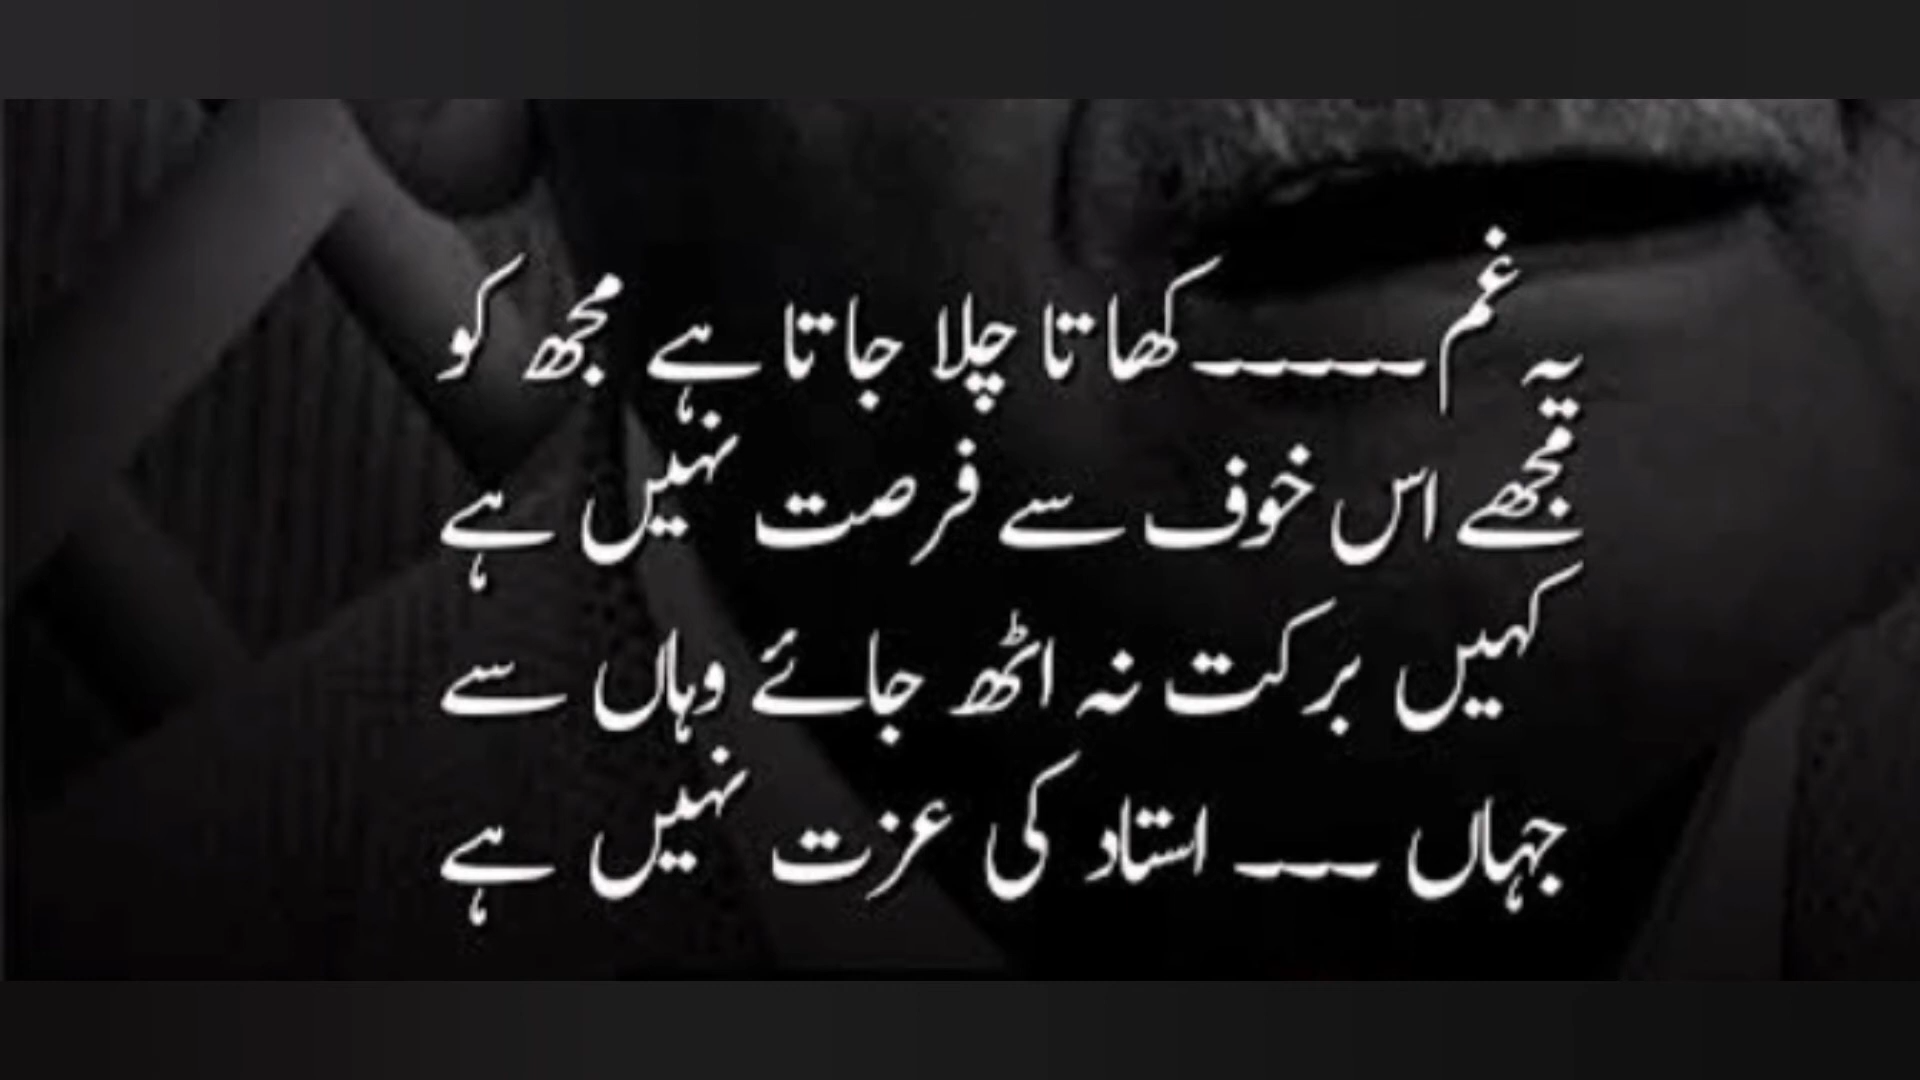 یہ غم ـــــ کھاتا چلا جاتا ہے مجھ کو
مجھے اس خوف سے فرصت نہیں ہے
کہیں برکت نہ اٹھ جائے وہاں سے
جہاں ـــ استاد کی عزت نہیں ہے